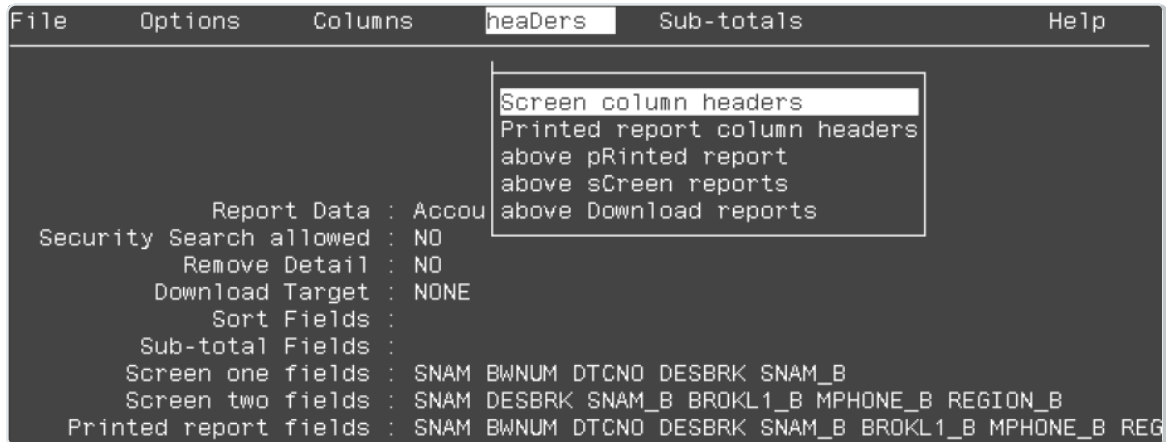 File Options Columns heaDers Sub-totals Help
Screen column headers
Printed report column headers
above pRinted report
above sCreen reports
Report Data : Accou above Download reports
Security Search allowed : NO
Remove Detail : NO
Download Target : NONE
Sort Fields :
Sub-total Fields :
Screen one fields : SNAM BWNUM DTCNO DESBRK SNAM_B
Screen two fields : SNAM DESBRK SNAM_B BROKL1_B MPHONE_B REGION_B
Printed report fields : SNAM BWNUM DTCNO DESBRK SNAM_B BROKL1_B MPHONE_B REG